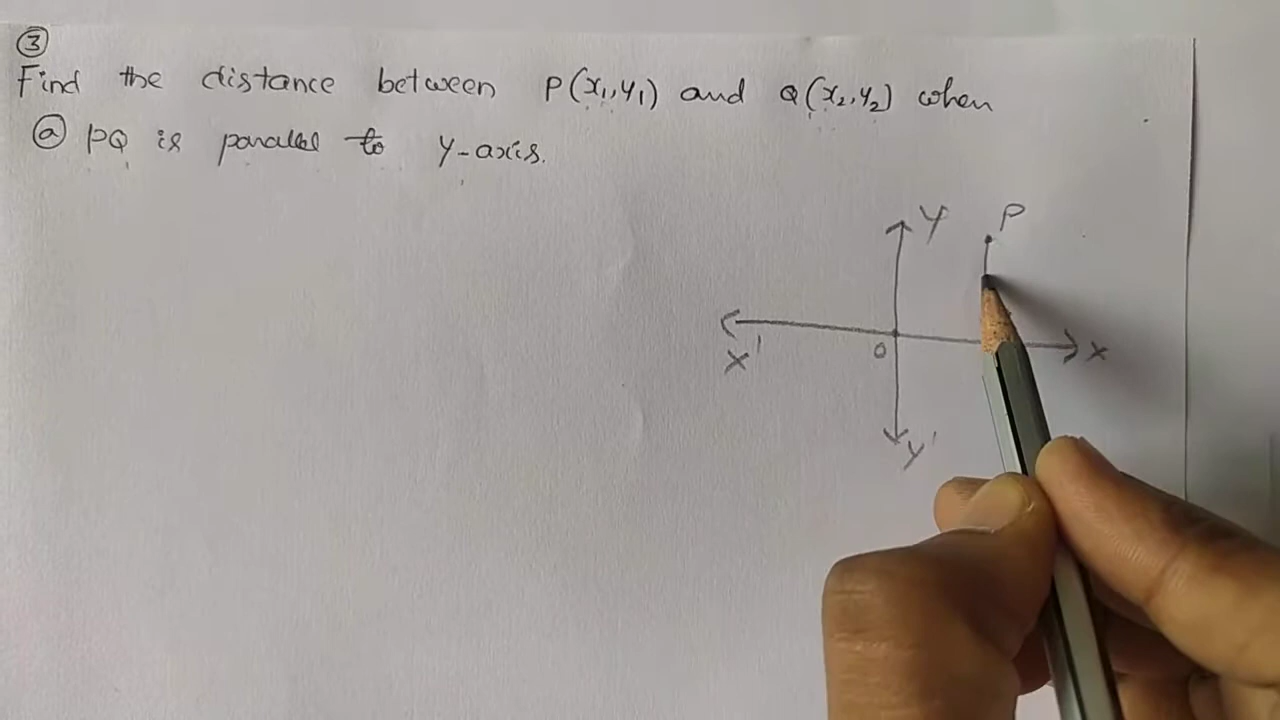 ③
Find the distance between P(x₁,y₁) and Q(x₂,y₂) when
ⓐ PQ is parallel to y-axis.
Y P
X' O X
Y'